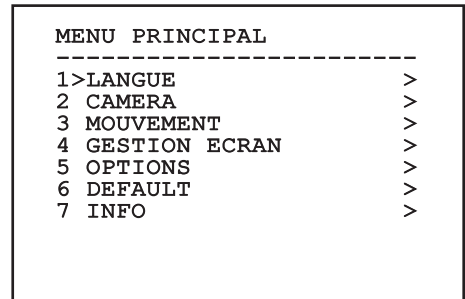 MENU PRINCIPAL
-------------------------
1>LANGUE >
2 CAMERA >
3 MOUVEMENT >
4 GESTION ECRAN >
5 OPTIONS >
6 DEFAULT >
7 INFO >